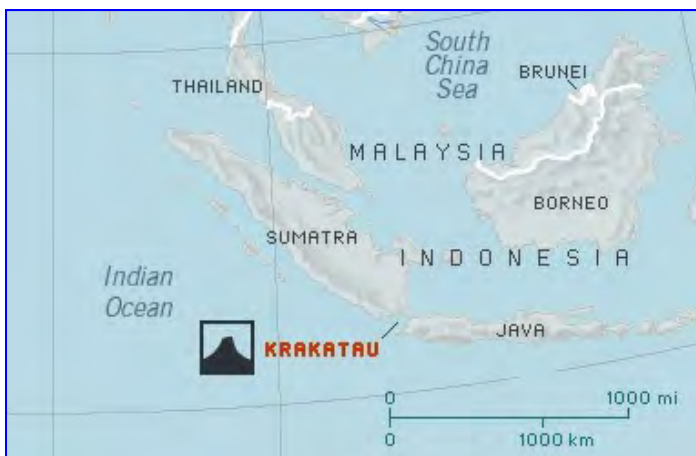 South
China
Sea
BRUNEI
THAILAND
MALAYSIA
BORNEO
SUMATRA
INDONESIA
Indian
Ocean
KRAKATAU
JAVA
0 1000 mi
0 1000 km